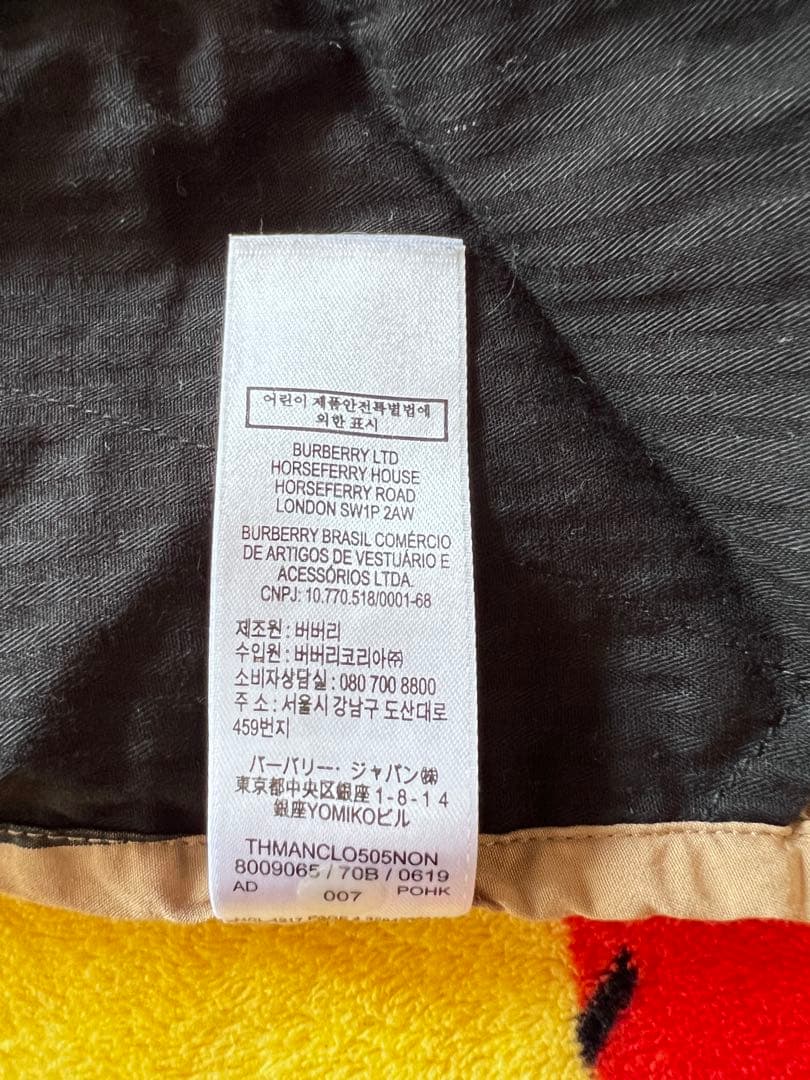 어린이 제품안전특별법에
의한 표시
BURBERRY LTD
HORSEFERRY HOUSE
HORSEFERRY ROAD
LONDON SW1P 2AW
BURBERRY BRASIL COMÉRCIO
DE ARTIGOS DE VESTUÁRIO E
ACESSÓRIOS LTDA.
CNPJ: 10.770.518/0001-68
제조원 : 버버리
수입원 : 버버리코리아㈜
소비자상담실 : 080 700 8800
주 소 : 서울시 강남구 도산대로
459번지
バーバリー・ジャパン㈱
東京都中央区銀座 1-8-14
銀座YOMIKOビル
THMANCLO505NON
8009065 / 70B / 0619
AD 007 POHK